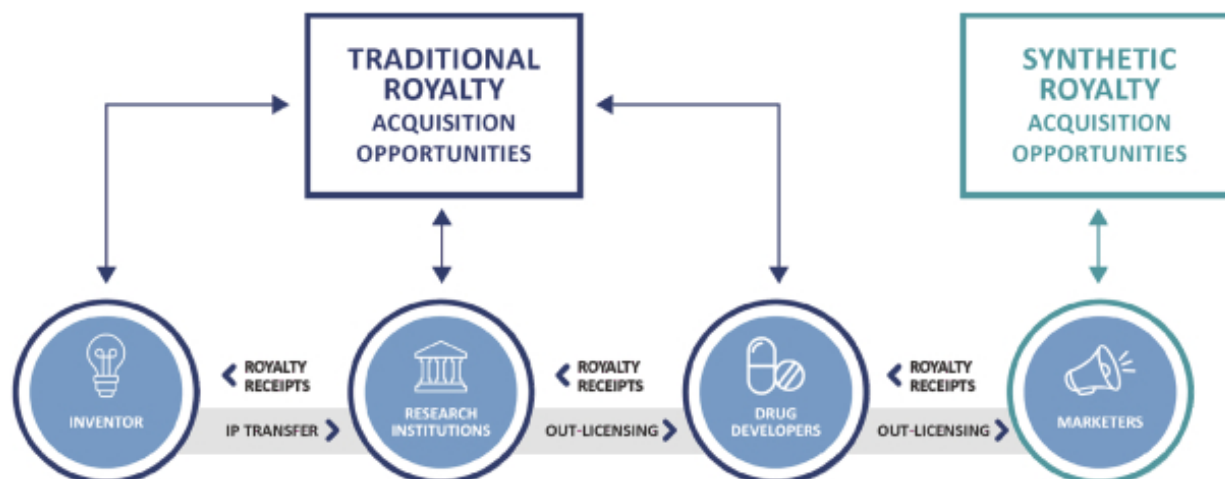 TRADITIONAL
ROYALTY
ACQUISITION
OPPORTUNITIES
SYNTHETIC
ROYALTY
ACQUISITION
OPPORTUNITIES
INVENTOR
ROYALTY
RECEIPTS
IP TRANSFER
RESEARCH
INSTITUTIONS
ROYALTY
RECEIPTS
OUT-LICENSING
DRUG
DEVELOPERS
ROYALTY
RECEIPTS
OUT-LICENSING
MARKETERS